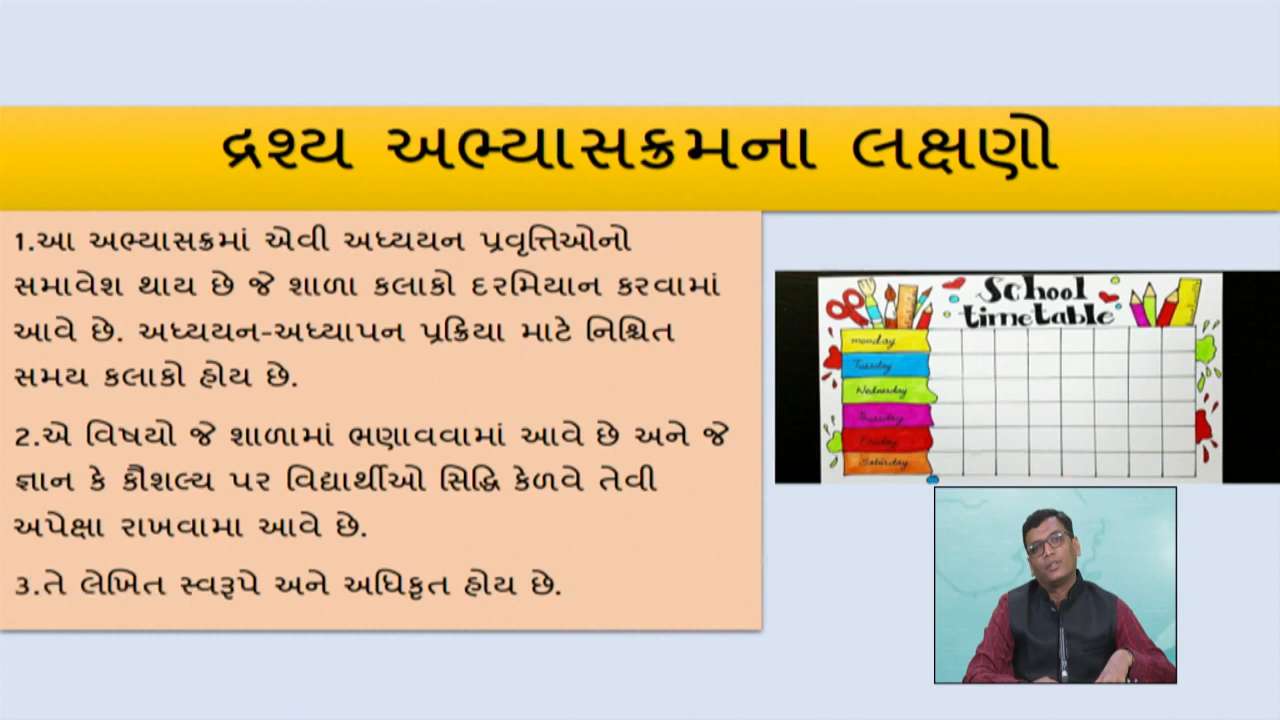 દ્રશ્ય અભ્યાસક્રમના લક્ષણો
1.આ અભ્યાસક્રમાં એવી અધ્યયન પ્રવૃત્તિઓનો
સમાવેશ થાય છે જે શાળા કલાકો દરમિયાન કરવામાં
આવે છે. અધ્યયન-અધ્યાપન પ્રક્રિયા માટે નિશ્ચિત
સમય કલાકો હોય છે.
2.એ વિષયો જે શાળામાં ભણાવવામાં આવે છે અને જે
જ્ઞાન કે કૌશલ્ય પર વિદ્યાર્થીઓ સિદ્ધિ કેળવે તેવી
અપેક્ષા રાખવામા આવે છે.
3.તે લેખિત સ્વરૂપે અને અધિકૃત હોય છે.
School
timetable
monday
Tuesday
Wednesday
Thursday
Friday
Saturday